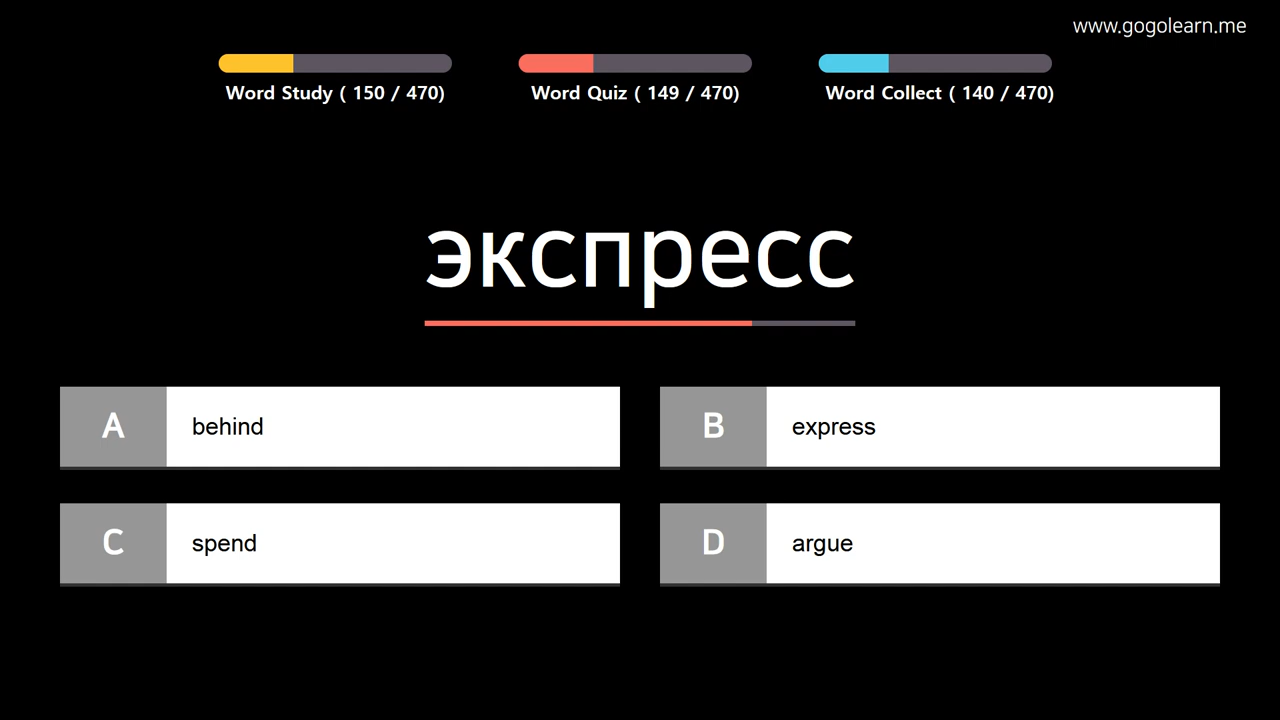 www.gogolearn.me
Word Study ( 150 / 470)
Word Quiz ( 149 / 470)
Word Collect ( 140 / 470)
экспресс
A behind
B express
C spend
D argue